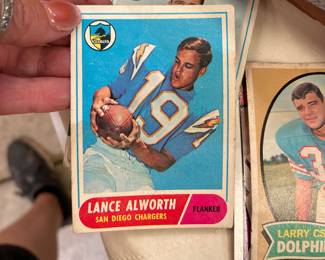 19
LANCE ALWORTH
SAN DIEGO CHARGERS
FLANKER
LARRY CS
DOLPHI